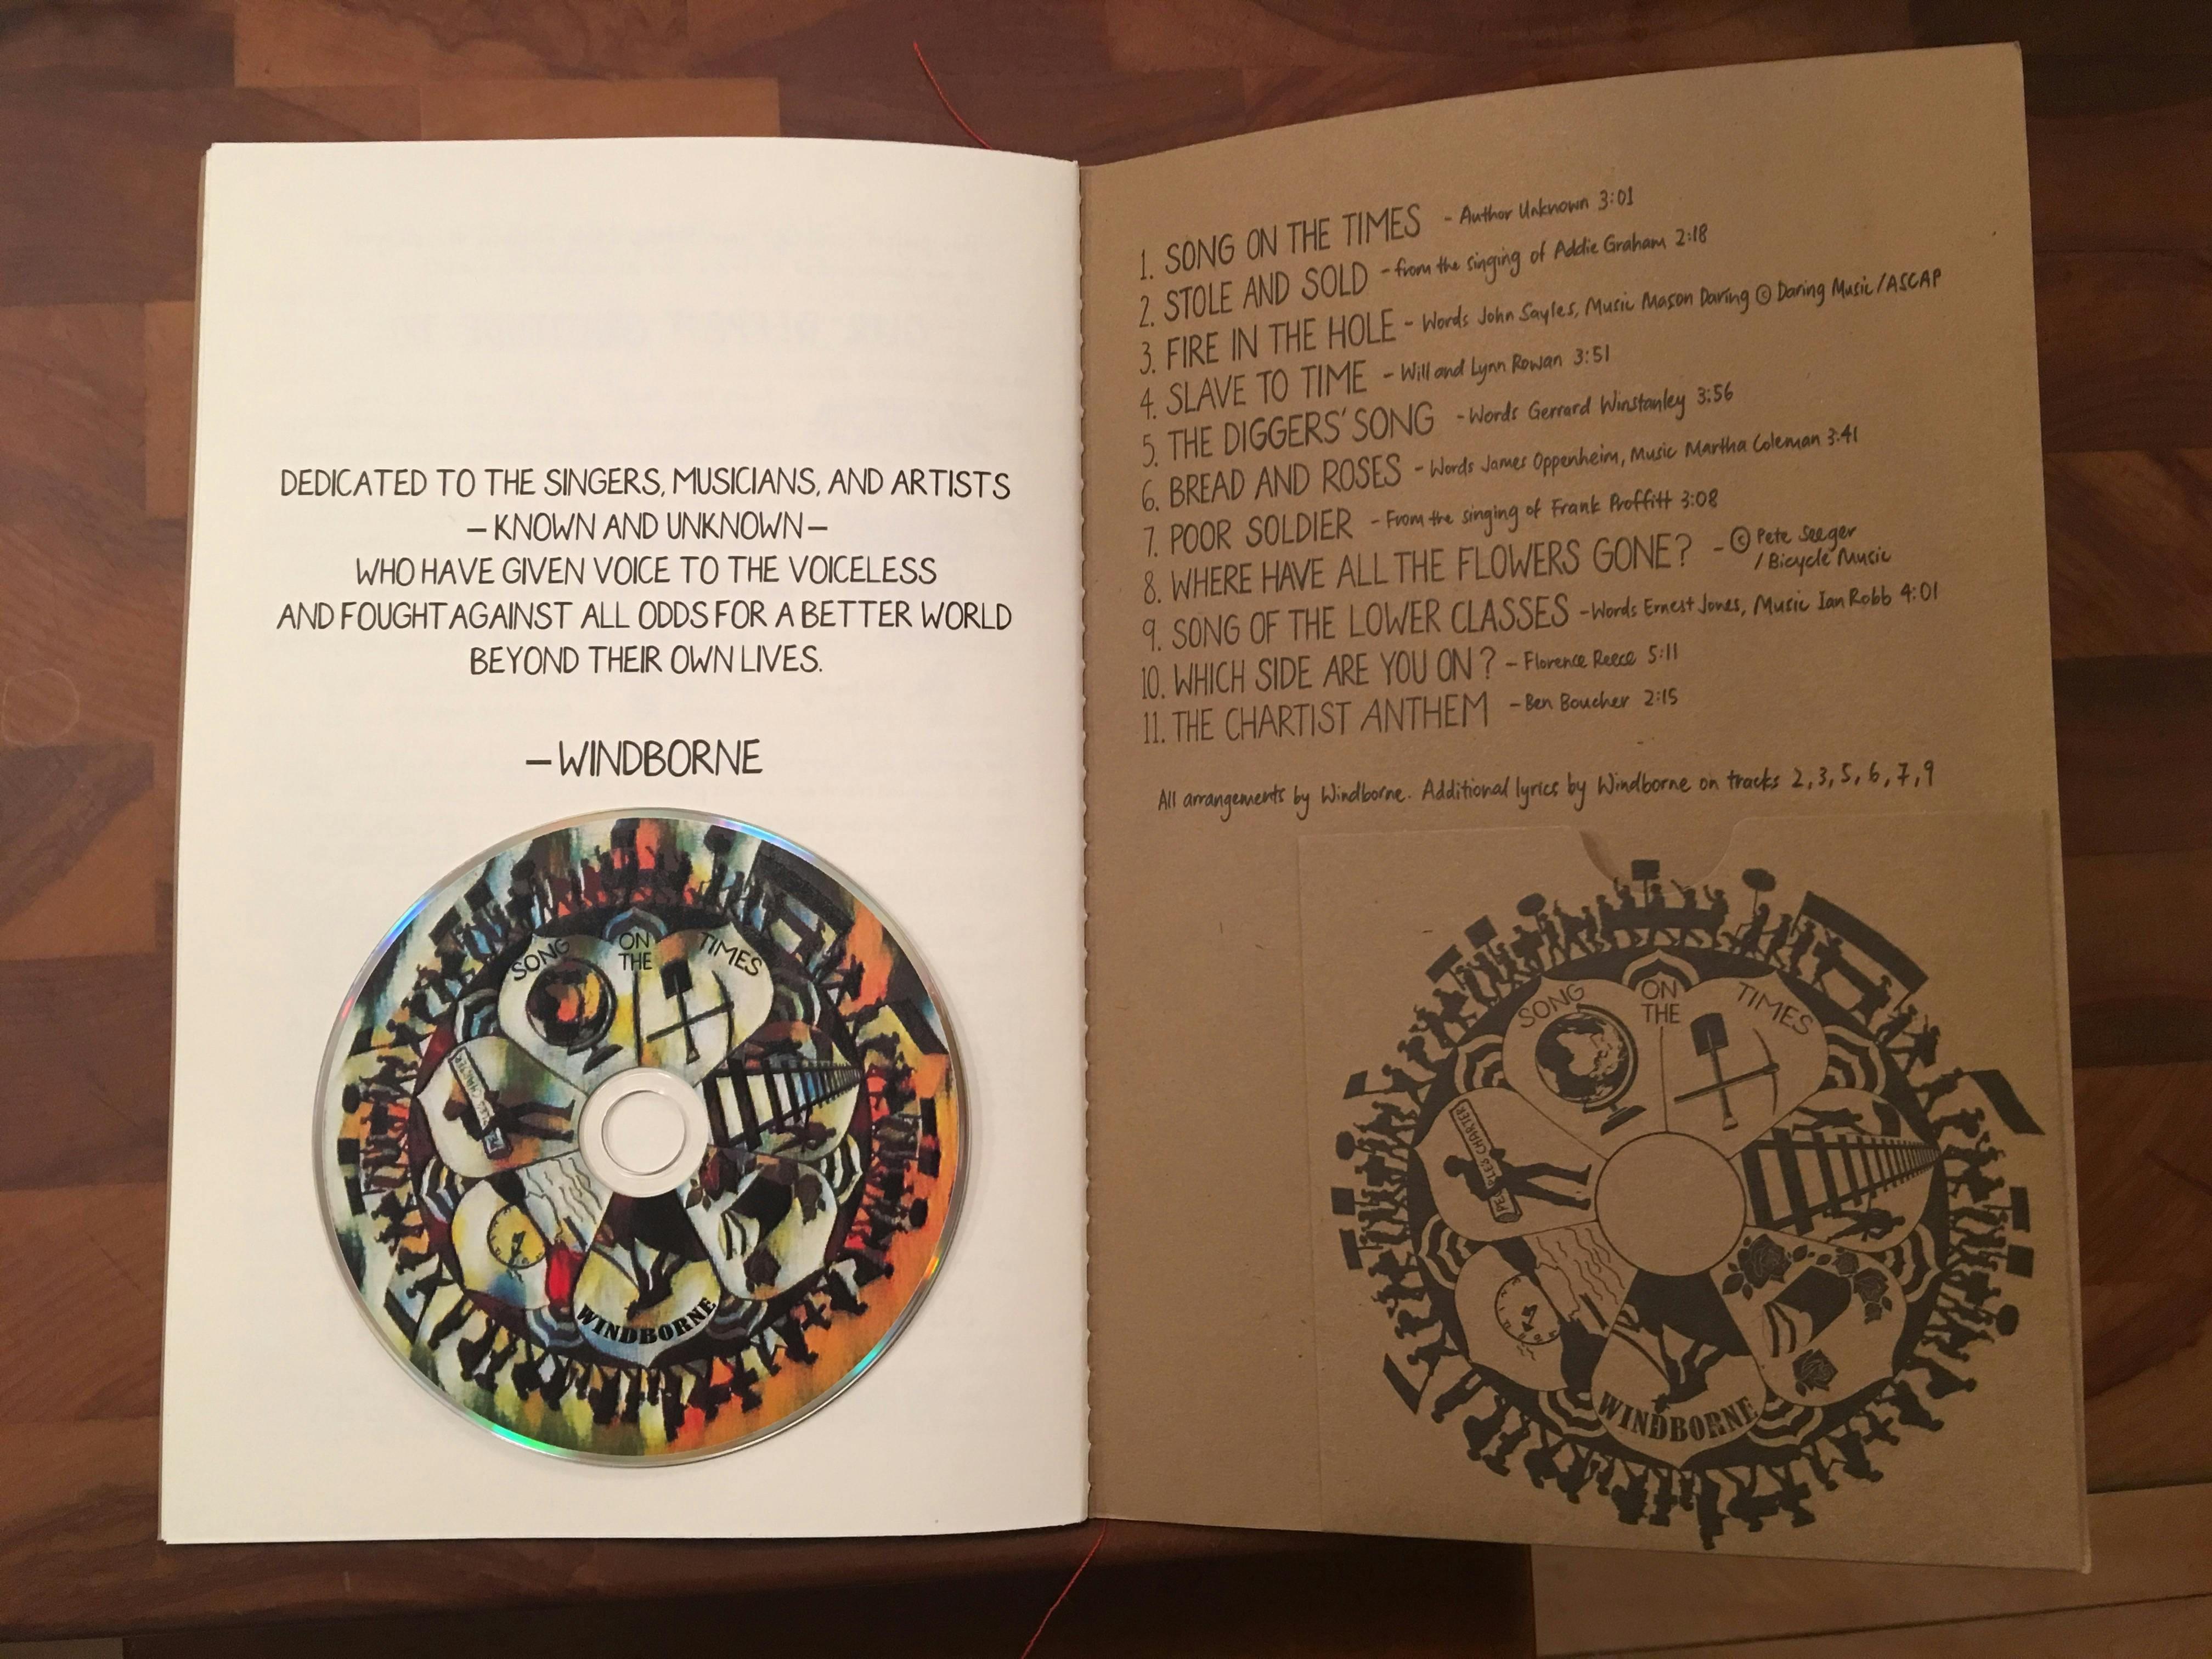 DEDICATED TO THE SINGERS, MUSICIANS, AND ARTISTS
– KNOWN AND UNKNOWN –
WHO HAVE GIVEN VOICE TO THE VOICELESS
AND FOUGHT AGAINST ALL ODDS FOR A BETTER WORLD
BEYOND THEIR OWN LIVES.
– WINDBORNE
SONG ON THE TIMES
PEOPLES CHARTER
WINDBORNE
1. SONG ON THE TIMES - Author Unknown 3:01
2. STOLE AND SOLD - from the singing of Addie Graham 2:18
3. FIRE IN THE HOLE - Words John Sayles, Music Mason Daring © Daring Music/ASCAP
4. SLAVE TO TIME - Will and Lynn Rowan 3:51
5. THE DIGGERS' SONG - Words Gerrard Winstanley 3:56
6. BREAD AND ROSES - Words James Oppenheim, Music Martha Coleman 3:41
7. POOR SOLDIER - From the singing of Frank Proffitt 3:08
8. WHERE HAVE ALL THE FLOWERS GONE? - © Pete Seeger
/Bicycle Music
9. SONG OF THE LOWER CLASSES - Words Ernest Jones, Music Ian Robb 4:01
10. WHICH SIDE ARE YOU ON? - Florence Reece 5:11
11. THE CHARTIST ANTHEM - Ben Boucher 2:15
All arrangements by Windborne. Additional lyrics by Windborne on tracks 2,3,5,6,7,9
SONG ON THE TIMES
PEOPLES CHARTER
WINDBORNE